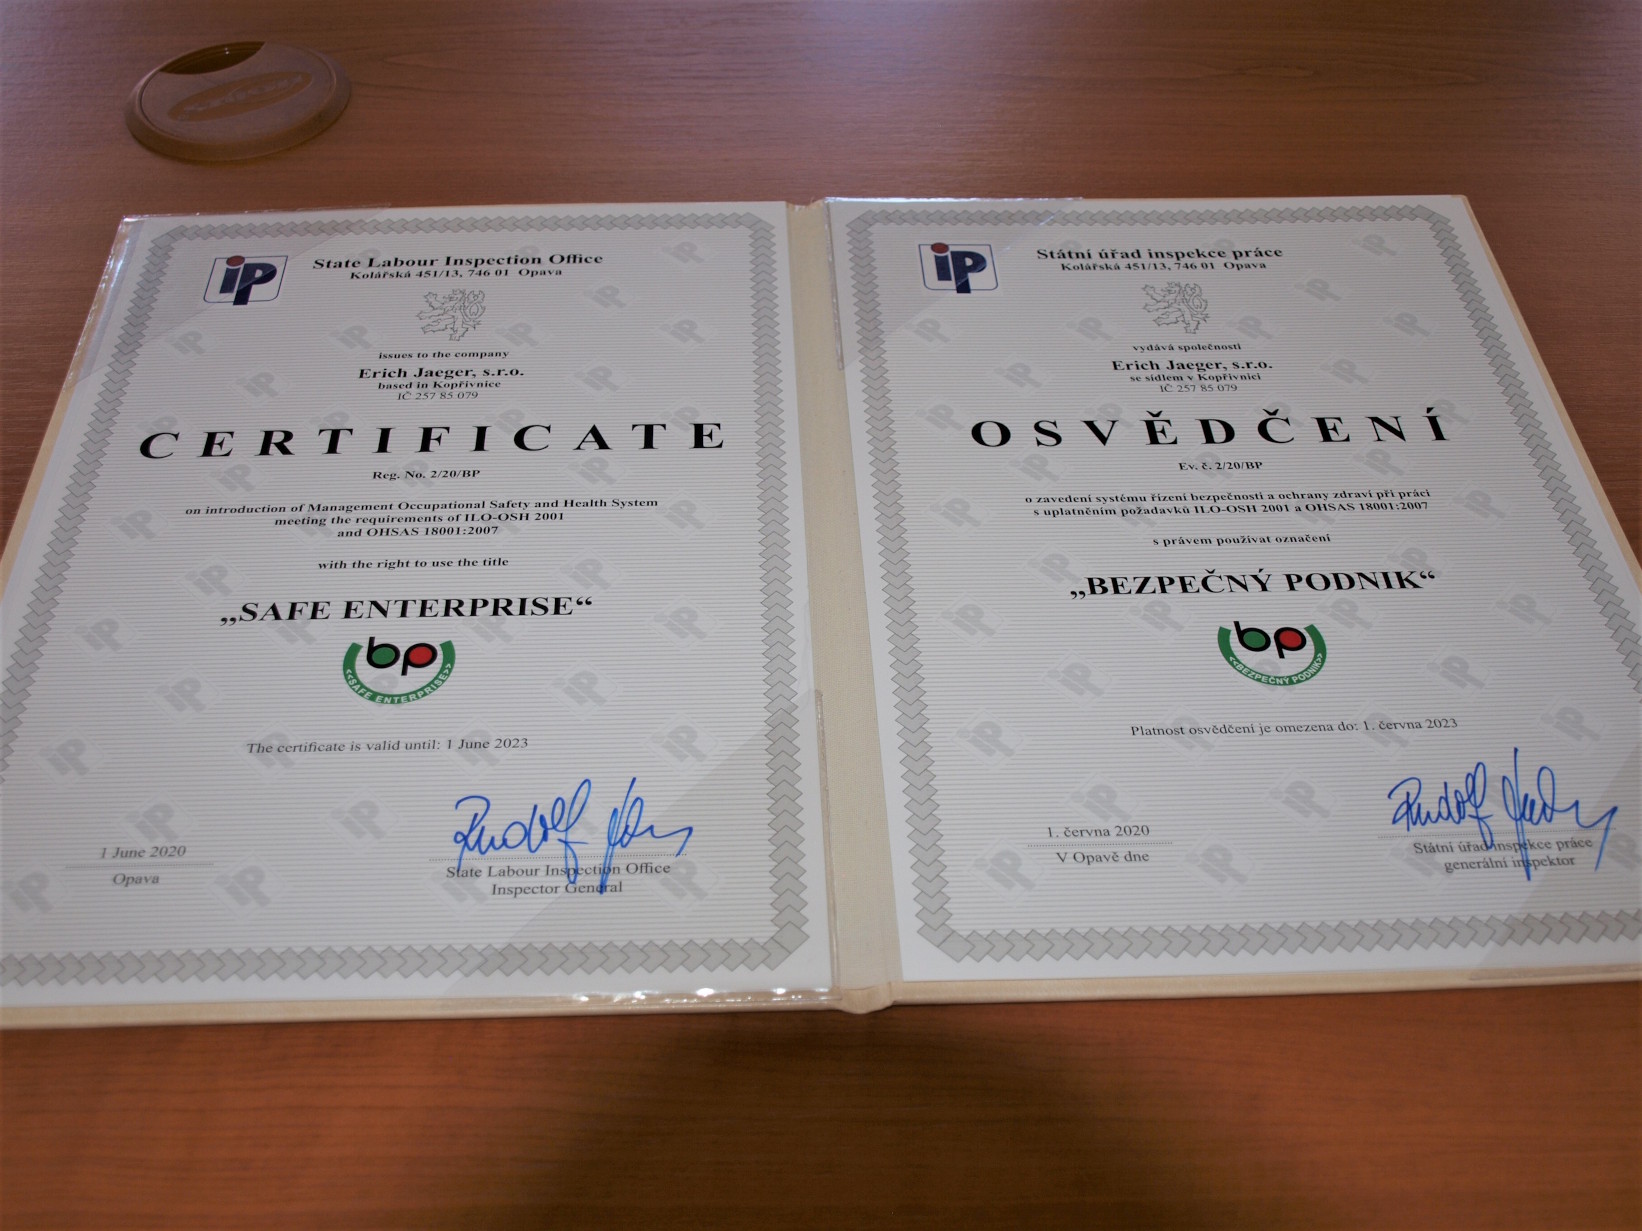 iP
State Labour Inspection Office
Kolářská 451/13, 746 01 Opava
issues to the company
Erich Jaeger, s.r.o.
based in Kopřivnice
IČ 257 85 079
CERTIFICATE
Reg. No. 2/20/BP
on introduction of Management Occupational Safety and Health System
meeting the requirements of ILO-OSH 2001
and OHSAS 18001:2007
with the right to use the title
„SAFE ENTERPRISE“
bp
«SAFE ENTERPRISE»
The certificate is valid until: 1 June 2023
1 June 2020
Opava
Rudolf
State Labour Inspection Office
Inspector General
iP
Státní úřad inspekce práce
Kolářská 451/13, 746 01 Opava
vydává společnosti
Erich Jaeger, s.r.o.
se sídlem v Kopřivnici
IČ 257 85 079
OSVĚDČENÍ
Ev. č. 2/20/BP
o zavedení systému řízení bezpečnosti a ochrany zdraví při práci
s uplatněním požadavků ILO-OSH 2001 a OHSAS 18001:2007
s právem používat označení
„BEZPEČNÝ PODNIK“
bp
«BEZPEČNÝ PODNIK»
Platnost osvědčení je omezena do: 1. června 2023
1. června 2020
V Opavě dne
Rudolf
Státní úřad inspekce práce
generální inspektor